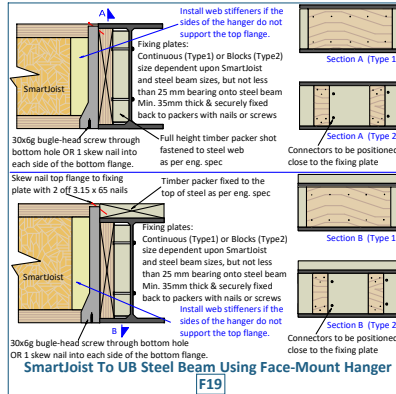 A
Install web stiffeners if the
sides of the hanger do not
support the top flange.
Fixing plates:
Continuous (Type1) or Blocks (Type2)
size dependent upon SmartJoist
and steel beam sizes, but not less
than 25 mm bearing onto steel beam
Min. 35mm thick & securely fixed
back to packers with nails or screws
SmartJoist
30x6g bugle-head screw through
bottom hole OR 1 skew nail into
each side of the bottom flange.
Full height timber packer shot
fastened to steel web
as per eng. spec
Section A (Type 1
Section A (Type 2
Connectors to be positioned
close to the fixing plate
Skew nail top flange to fixing
plate with 2 off 3.15 x 65 nails
Timber packer fixed to the
top of steel as per eng. spec
Fixing plates:
Continuous (Type1) or Blocks (Type2)
size dependent upon SmartJoist
and steel beam sizes, but not less
than 25 mm bearing onto steel beam
Min. 35mm thick & securely fixed
back to packers with nails or screws
SmartJoist
Install web stiffeners if the
sides of the hanger do not
support the top flange.
B
30x6g bugle-head screw through bottom hole
OR 1 skew nail into each side of the bottom flange.
Section B (Type 1
Section B (Type 2
Connectors to be positioned
close to the fixing plate
SmartJoist To UB Steel Beam Using Face-Mount Hanger
F19